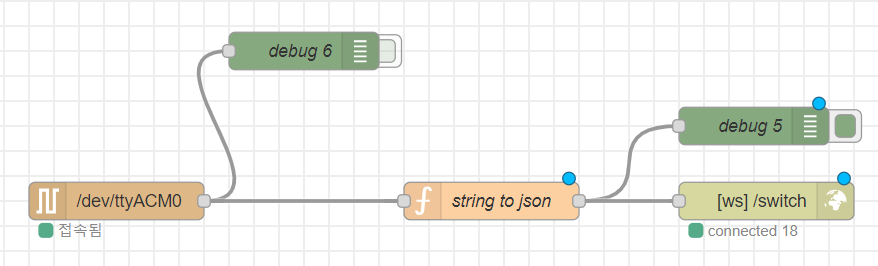 debug 6
debug 5
/dev/ttyACM0
string to json
[ws] /switch
접속됨
connected 18